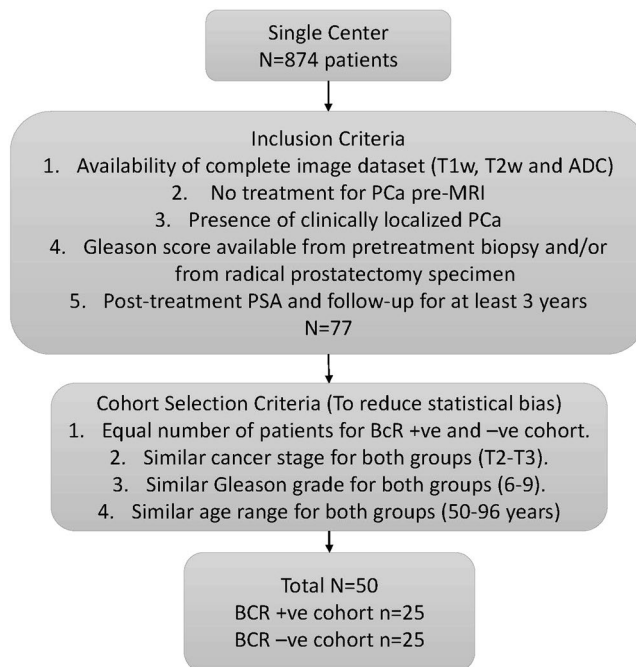 Single Center
N=874 patients
Inclusion Criteria
1. Availability of complete image dataset (T1w, T2w and ADC)
2. No treatment for PCa pre-MRI
3. Presence of clinically localized PCa
4. Gleason score available from pretreatment biopsy and/or
from radical prostatectomy specimen
5. Post-treatment PSA and follow-up for at least 3 years
N=77
Cohort Selection Criteria (To reduce statistical bias)
1. Equal number of patients for BcR +ve and –ve cohort.
2. Similar cancer stage for both groups (T2-T3).
3. Similar Gleason grade for both groups (6-9).
4. Similar age range for both groups (50-96 years)
Total N=50
BCR +ve cohort n=25
BCR –ve cohort n=25